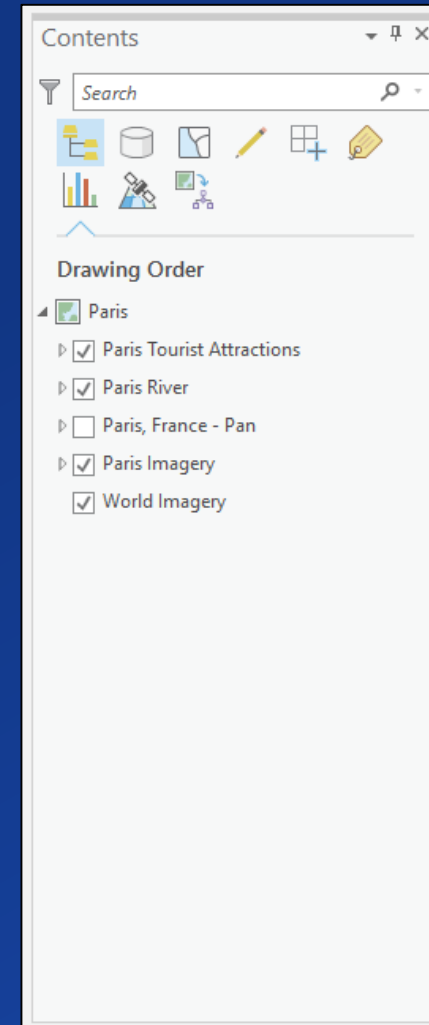 Contents
Search
Drawing Order
Paris
Paris Tourist Attractions
Paris River
Paris, France - Pan
Paris Imagery
World Imagery